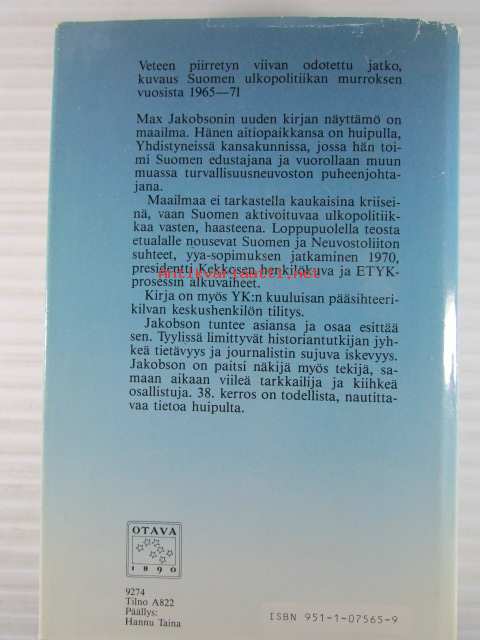 Veteen piirretyn viivan odotettu jatko,
kuvaus Suomen ulkopolitiikan murroksen
vuosista 1965—71
Max Jakobsonin uuden kirjan näyttämö on
maailma. Hänen aitiopaikkansa on huipulla,
Yhdistyneissä kansakunnissa, jossa hän toi-
mi Suomen edustajana ja vuorollaan muun
muassa turvallisuusneuvoston puheenjohta-
jana.
Maailmaa ei tarkastella kaukaisina kriisei-
nä, vaan Suomen aktivoituvaa ulkopolitiik-
kaa vasten, haasteena. Loppupuolella teosta
etualalle nousevat Suomen ja Neuvostoliiton
suhteet, yya-sopimuksen jatkaminen 1970,
presidentti Kekkosen henkilökuva ja ETYK-
prosessin alkuvaiheet.
Antikvariaatti.net
Kirja on myös YK:n kuuluisan pääsihteeri-
kilvan keskushenkilön tilitys.
Jakobson tuntee asiansa ja osaa esittää
sen. Tyylissä limittyvät historiantutkijan jyh-
keä tietävyys ja journalistin sujuva iskevyys.
Jakobson on paitsi näkijä myös tekijä, sa-
maan aikaan viileä tarkkailija ja kiihkeä
osallistuja. 38. kerros on todellista, nautitta-
vaa tietoa huipulta.
OTAVA
1890
9274
Tilno A822
Päällys:
Hannu Taina
ISBN 951-1-07565-9